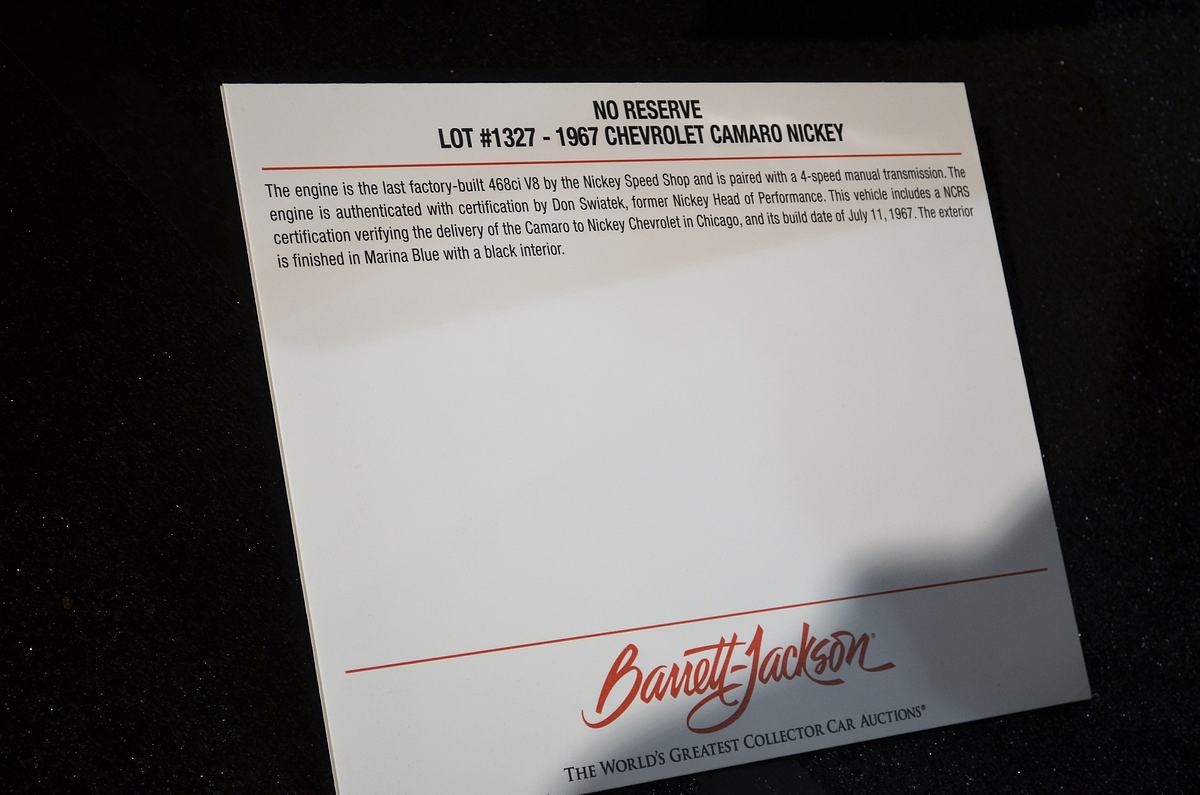 NO RESERVE
LOT #1327 - 1967 CHEVROLET CAMARO NICKEY
The engine is the last factory-built 468ci V8 by the Nickey Speed Shop and is paired with a 4-speed manual transmission. The
engine is authenticated with certification by Don Swiatek, former Nickey Head of Performance. This vehicle includes a NCRS
certification verifying the delivery of the Camaro to Nickey Chevrolet in Chicago, and its build date of July 11, 1967. The exterior
is finished in Marina Blue with a black interior.
Barrett-Jackson®
THE WORLD'S GREATEST COLLECTOR CAR AUCTIONS®